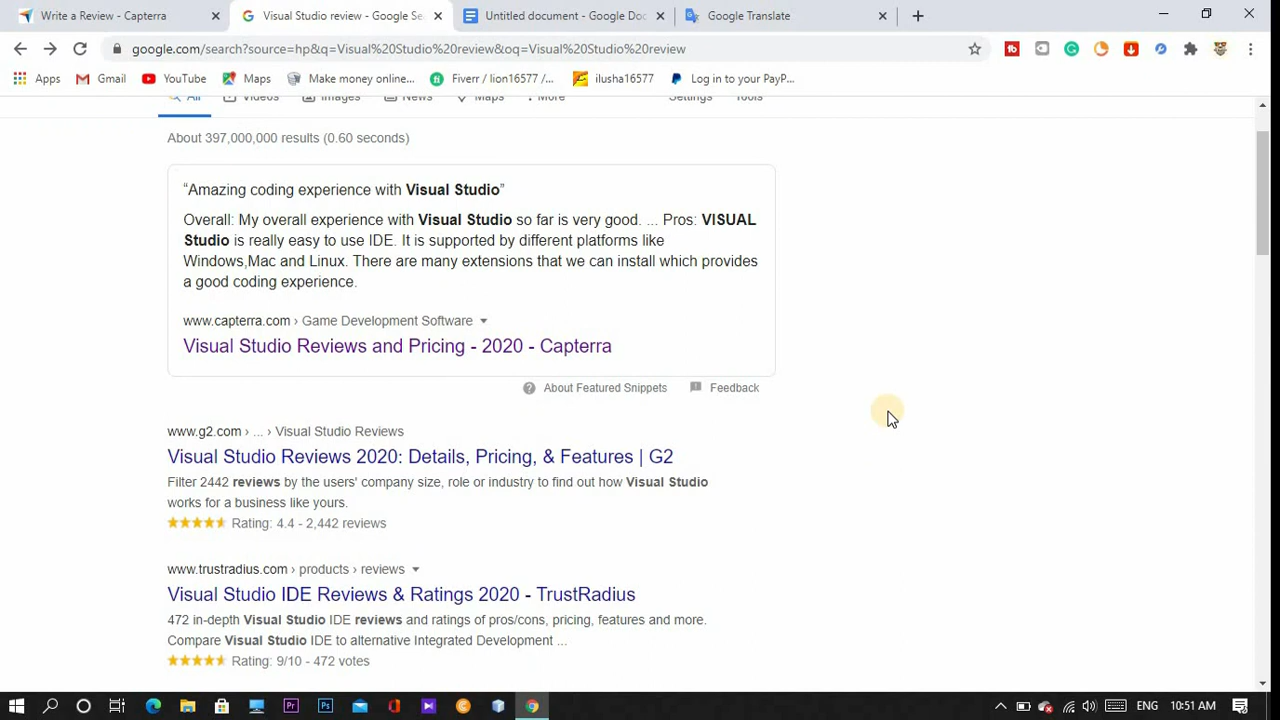 Write a Review - Capterra
Visual Studio review - Google Se
Untitled document - Google Doc
Google Translate
google.com/search?source=hp&q=Visual%20Studio%20review&oq=Visual%20Studio%20review
Apps
Gmail
YouTube
Maps
Make money online...
Fiverr / lion16577 /...
ilusha16577
Log in to your PayP...
All
Videos
Images
News
Maps
More
Settings
Tools
About 397,000,000 results (0.60 seconds)
“Amazing coding experience with Visual Studio”
Overall: My overall experience with Visual Studio so far is very good. ... Pros: VISUAL
Studio is really easy to use IDE. It is supported by different platforms like
Windows,Mac and Linux. There are many extensions that we can install which provides
a good coding experience.
www.capterra.com › Game Development Software
Visual Studio Reviews and Pricing - 2020 - Capterra
About Featured Snippets
Feedback
www.g2.com › ... › Visual Studio Reviews
Visual Studio Reviews 2020: Details, Pricing, & Features | G2
Filter 2442 reviews by the users' company size, role or industry to find out how Visual Studio
works for a business like yours.
Rating: 4.4 - 2,442 reviews
www.trustradius.com › products › reviews
Visual Studio IDE Reviews & Ratings 2020 - TrustRadius
472 in-depth Visual Studio IDE reviews and ratings of pros/cons, pricing, features and more.
Compare Visual Studio IDE to alternative Integrated Development ...
Rating: 9/10 - 472 votes
Pr
Ps
ENG
10:51 AM